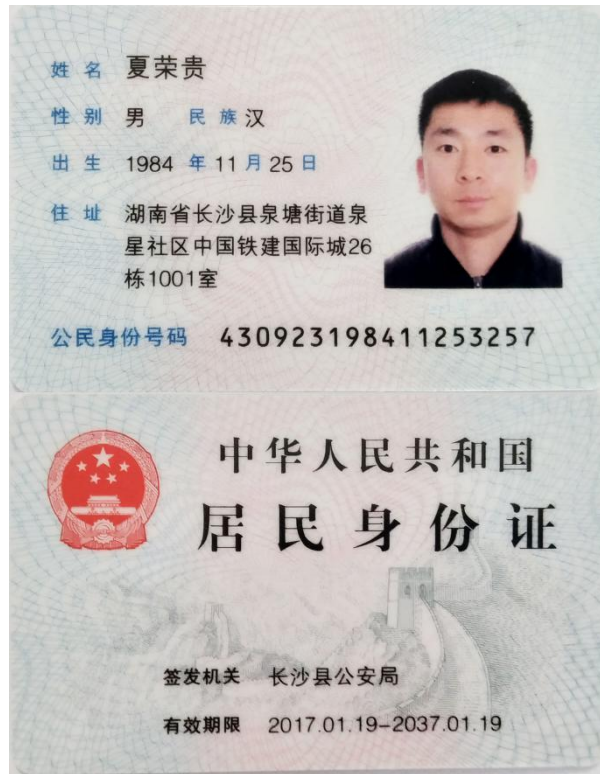 姓名 夏荣贵
性别 男 民族 汉
出生 1984 年 11 月 25 日
住址 湖南省长沙县泉塘街道泉
星社区中国铁建国际城26
栋1001室
公民身份号码 430923198411253257
中华人民共和国
居民身份证
签发机关 长沙县公安局
有效期限 2017.01.19-2037.01.19